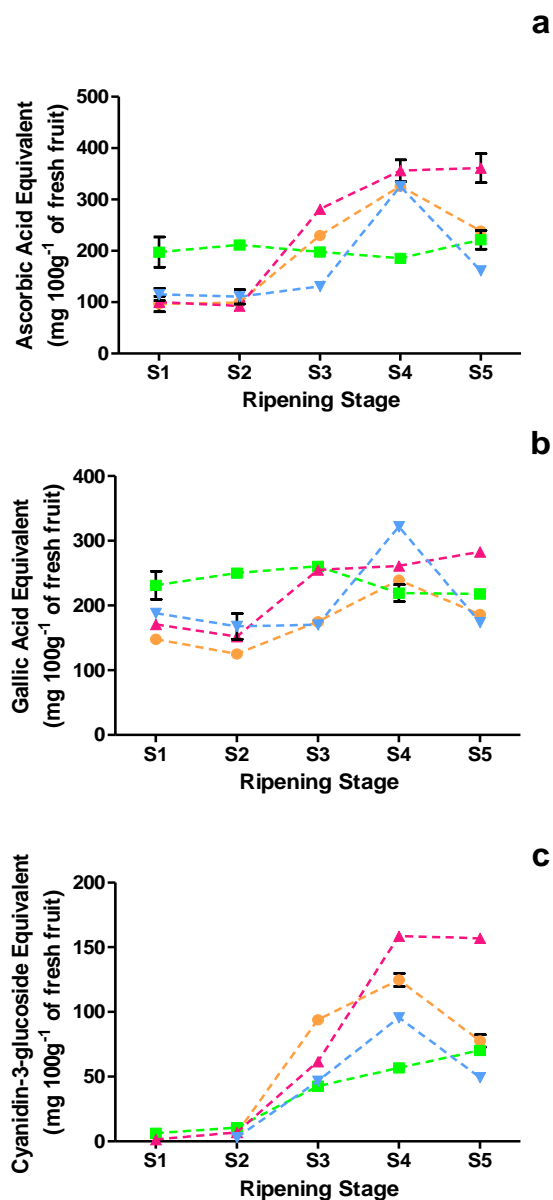 a
500
400
300
200
100
0
Ascorbic Acid Equivalent
(mg 100g⁻¹ of fresh fruit)
S1 S2 S3 S4 S5
Ripening Stage
b
400
300
200
100
0
Gallic Acid Equivalent
(mg 100g⁻¹ of fresh fruit)
S1 S2 S3 S4 S5
Ripening Stage
c
200
150
100
50
0
Cyanidin-3-glucoside Equivalent
(mg 100g⁻¹ of fresh fruit)
S1 S2 S3 S4 S5
Ripening Stage